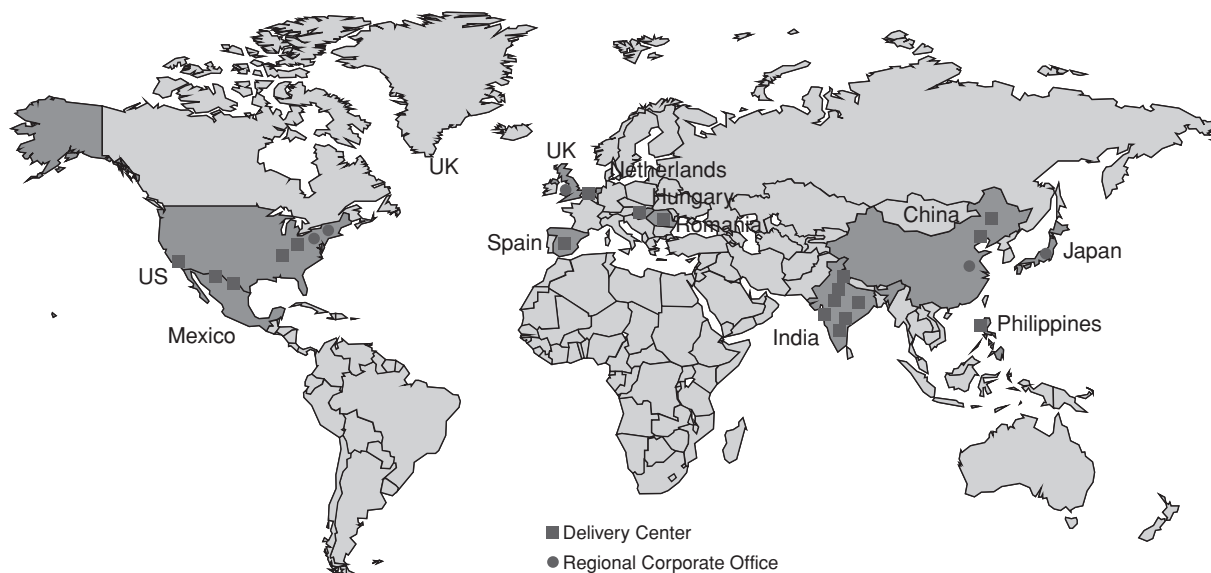 UK
UK
Netherlands
Hungary
Romania
Spain
China
Japan
US
Mexico
India
Philippines
Delivery Center
Regional Corporate Office